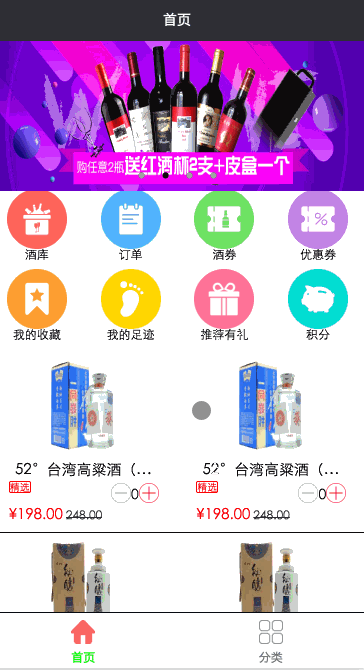 首页
购任意2瓶送红酒杯2支+皮盒一个
酒库 订单 酒券 优惠券
我的收藏 我的足迹 推荐有礼 积分
52°台湾高粱酒（... 52°台湾高粱酒（...
精选 精选
0 0
¥198.00 248.00 ¥198.00 248.00
首页 分类